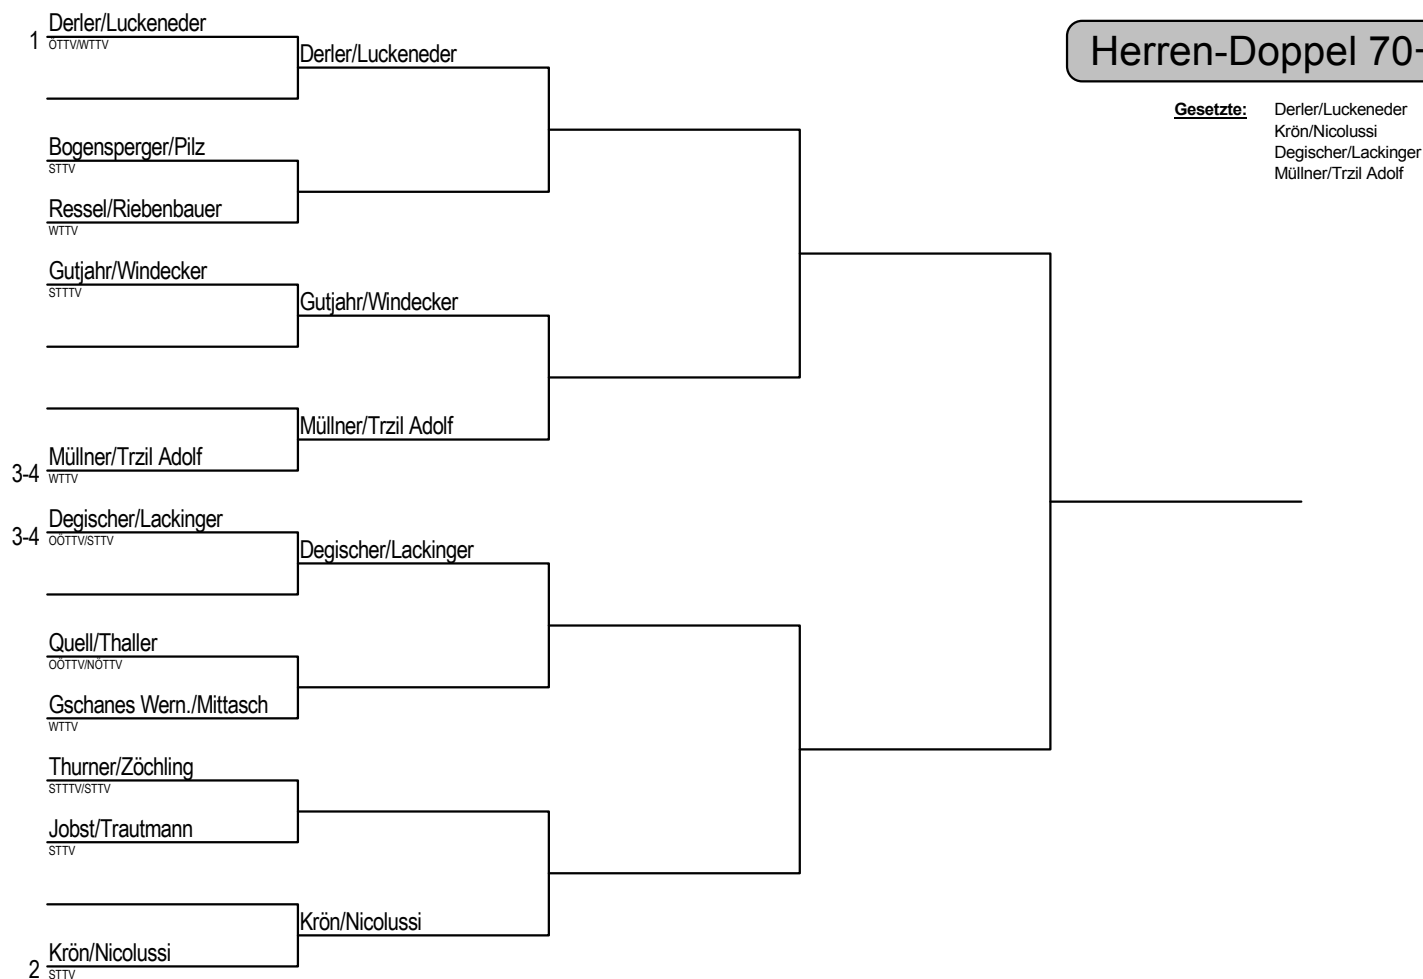 Herren-Doppel 70+
Gesetzte: Derler/Luckeneder
Krön/Nicolussi
Degischer/Lackinger
Müllner/Trzil Adolf
1 Derler/Luckeneder
ÖTTV/WTTV
Derler/Luckeneder
Bogensperger/Pilz
STTV
Ressel/Riebenbauer
WTTV
Gutjahr/Windecker
STTTV
Gutjahr/Windecker
Müllner/Trzil Adolf
3-4 Müllner/Trzil Adolf
WTTV
3-4 Degischer/Lackinger
OÖTTV/STTV
Degischer/Lackinger
Quell/Thaller
OÖTTV/NÖTTV
Gschanes Wern./Mittasch
WTTV
Thurner/Zöchling
STTTV/STTV
Jobst/Trautmann
STTV
Krön/Nicolussi
2 Krön/Nicolussi
STTV